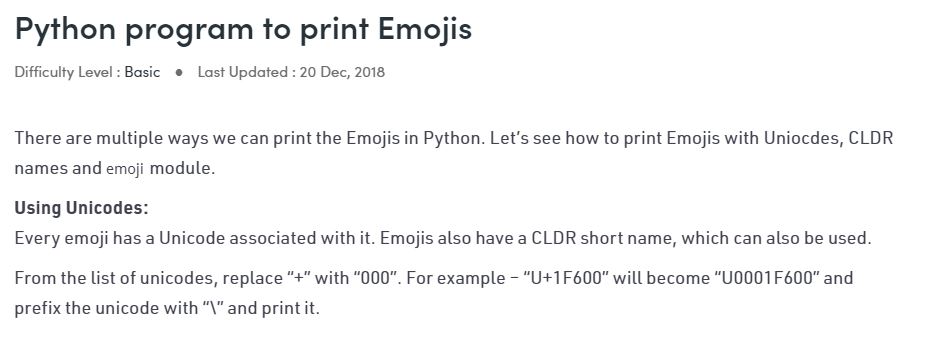 Python program to print Emojis
Difficulty Level : Basic ● Last Updated : 20 Dec, 2018
There are multiple ways we can print the Emojis in Python. Let’s see how to print Emojis with Uniocdes, CLDR
names and emoji module.
Using Unicodes:
Every emoji has a Unicode associated with it. Emojis also have a CLDR short name, which can also be used.
From the list of unicodes, replace “+” with “000”. For example – “U+1F600” will become “U0001F600” and
prefix the unicode with “\” and print it.